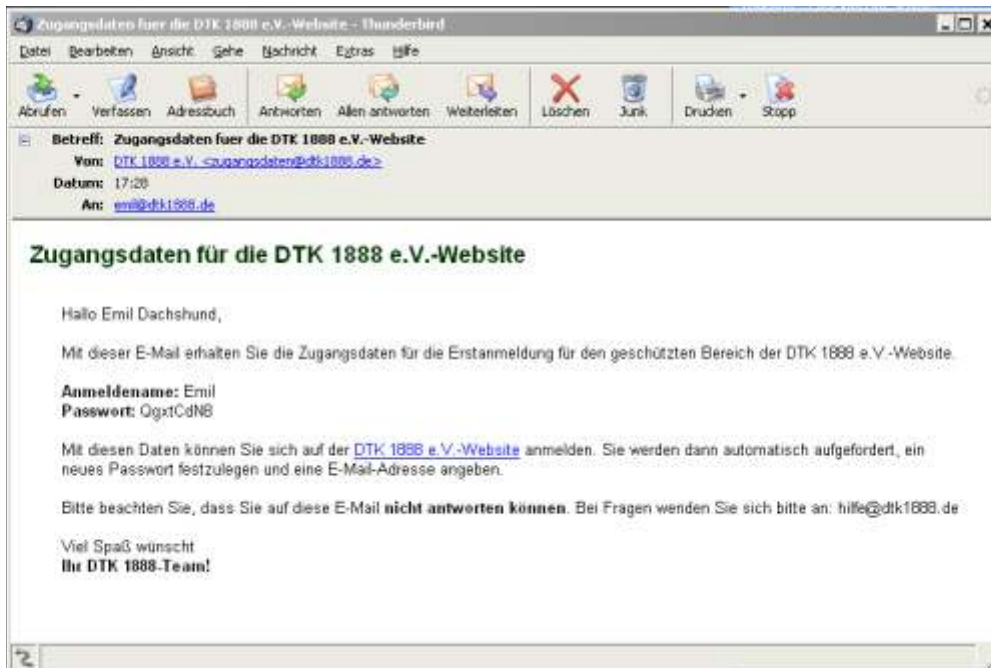 Zugangsdaten fuer die DTK 1888 e.V.-Website - Thunderbird
Datei Bearbeiten Ansicht Gehe Nachricht Extras Hilfe
Abrufen Verfassen Adressbuch Antworten Allen antworten Weiterleiten Löschen Junk Drucken Stopp
Betreff: Zugangsdaten fuer die DTK 1888 e.V.-Website
Von: DTK 1888 e.V. <zugangsdaten@dtk1888.de>
Datum: 17:28
An: emil@dtk1888.de
Zugangsdaten für die DTK 1888 e.V.-Website
Hallo Emil Dachshund,
Mit dieser E-Mail erhalten Sie die Zugangsdaten für die Erstanmeldung für den geschützten Bereich der DTK 1888 e.V.-Website.
Anmeldename: Emil
Passwort: QgxtCdN8
Mit diesen Daten können Sie sich auf der DTK 1888 e.V.-Website anmelden. Sie werden dann automatisch aufgefordert, ein
neues Passwort festzulegen und eine E-Mail-Adresse angeben.
Bitte beachten Sie, dass Sie auf diese E-Mail nicht antworten können. Bei Fragen wenden Sie sich bitte an: hilfe@dtk1888.de
Viel Spaß wünscht
Ihr DTK 1888-Team!